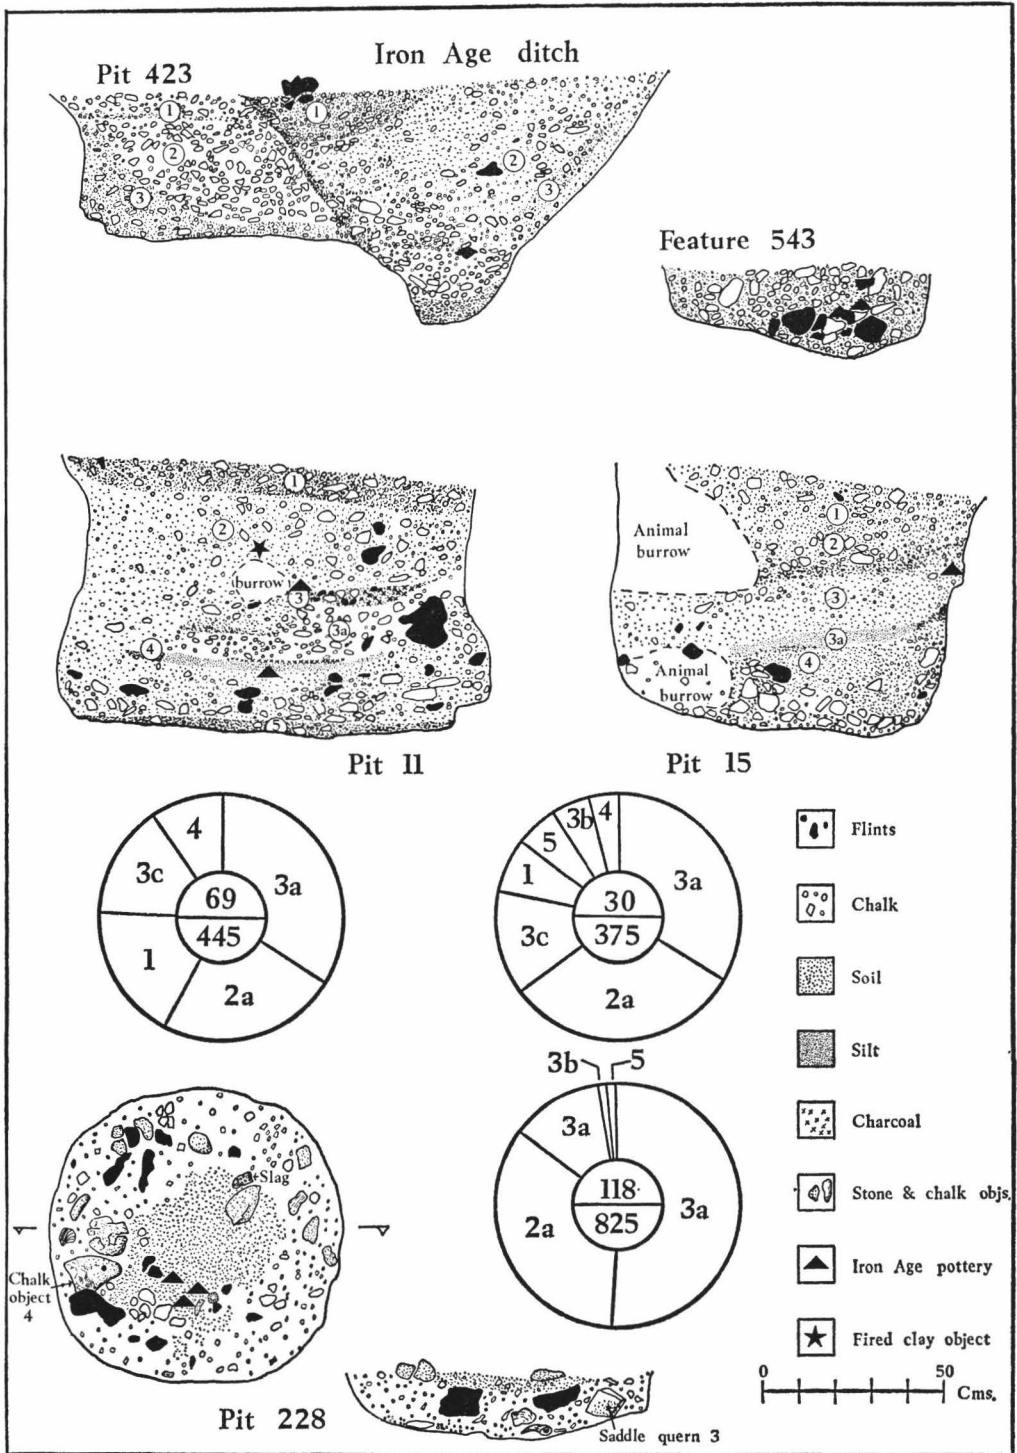 Pit 423
Iron Age ditch
1
2
3
1
2
3
Feature 543
1
2
burrow
3
3a
4
5
Pit 11
Animal
burrow
1
2
3
3a
4
Animal
burrow
Pit 15
4
3c
3a
1
2a
69
445
4
3b
5
1
3c
3a
2a
30
375
3b
5
3a
2a
3a
118
825
Flints
Chalk
Soil
Silt
Charcoal
Stone & chalk objs.
Iron Age pottery
Fired clay object
0 50 Cms.
Slag
Chalk
object
4
Pit 228
Saddle quern 3